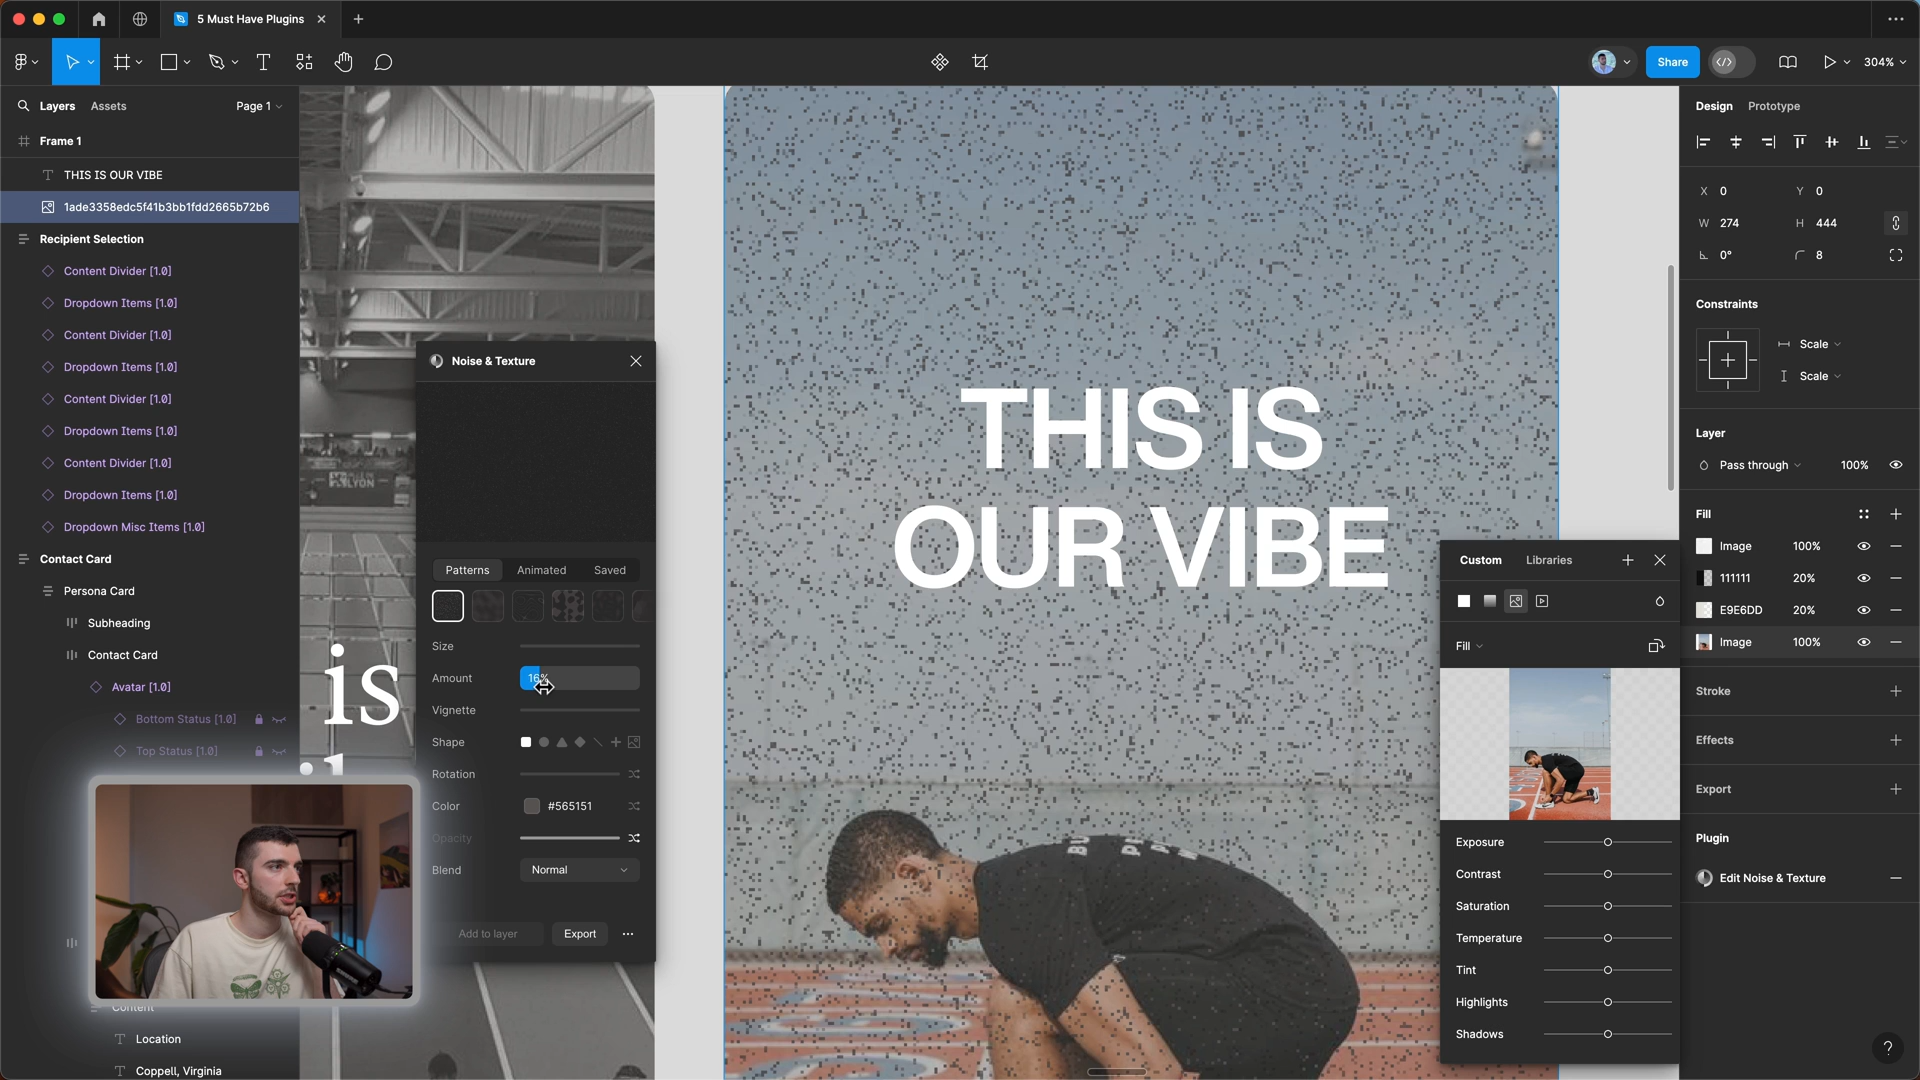 5 Must Have Plugins
Share
304%
Layers
Assets
Page 1
Frame 1
THIS IS OUR VIBE
1ade3358edc5f41b3bb1fdd2665b72b6
Recipient Selection
Content Divider [1.0]
Dropdown Items [1.0]
Content Divider [1.0]
Dropdown Items [1.0]
Content Divider [1.0]
Dropdown Items [1.0]
Content Divider [1.0]
Dropdown Items [1.0]
Dropdown Misc Items [1.0]
Contact Card
Persona Card
Subheading
Contact Card
Avatar [1.0]
Bottom Status [1.0]
Top Status [1.0]
Content
Location
Coppell, Virginia
is
Noise & Texture
Patterns
Animated
Saved
Size
Amount
16%
Vignette
Shape
Rotation
Color
#565151
Opacity
Blend
Normal
Add to layer
Export
THIS IS
OUR VIBE
Custom
Libraries
Fill
Exposure
Contrast
Saturation
Temperature
Tint
Highlights
Shadows
Design
Prototype
X 0
Y 0
W 274
H 444
0°
8
Constraints
Scale
Scale
Layer
Pass through
100%
Fill
Image 100%
111111 20%
E9E6DD 20%
Image 100%
Stroke
Effects
Export
Plugin
Edit Noise & Texture
?